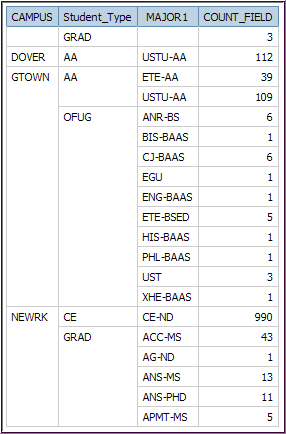 CAMPUS Student_Type MAJOR1 COUNT_FIELD
GRAD 3
DOVER AA USTU-AA 112
GTOWN AA ETE-AA 39
USTU-AA 109
OFUG ANR-BS 6
BIS-BAAS 1
CJ-BAAS 6
EGU 1
ENG-BAAS 1
ETE-BSED 5
HIS-BAAS 1
PHL-BAAS 1
UST 3
XHE-BAAS 1
NEWRK CE CE-ND 990
GRAD ACC-MS 43
AG-ND 1
ANS-MS 13
ANS-PHD 11
APMT-MS 5